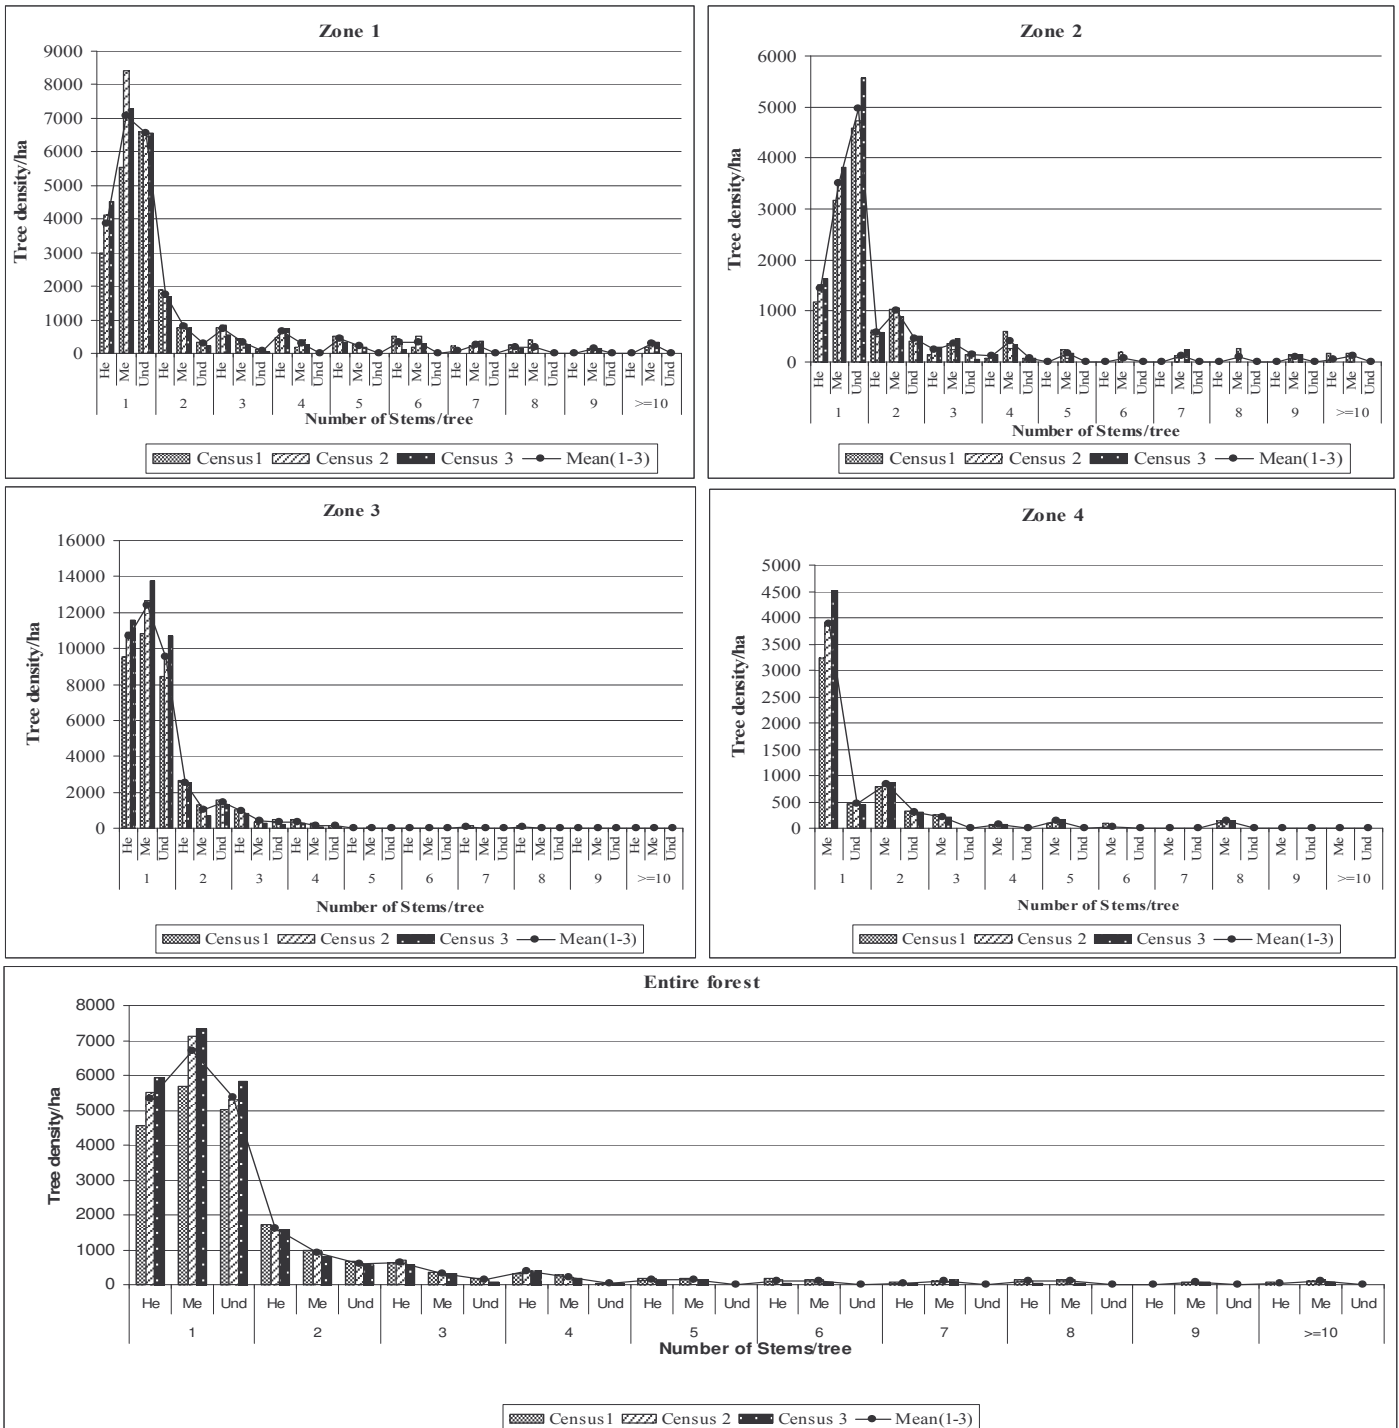 Zone 1
9000
8000
7000
6000
5000
4000
3000
2000
1000
0
Tree density/ha
He Me Und He Me Und He Me Und He Me Und He Me Und He Me Und He Me Und He Me Und He Me Und He Me Und
1 2 3 4 5 6 7 8 9 >=10
Number of Stems/tree
Census1 Census 2 Census 3 Mean(1-3)
Zone 2
6000
5000
4000
3000
2000
1000
0
Tree density/ha
He Me Und He Me Und He Me Und He Me Und He Me Und He Me Und He Me Und He Me Und He Me Und He Me Und
1 2 3 4 5 6 7 8 9 >=10
Number of Stems/tree
Census1 Census 2 Census 3 Mean(1-3)
Zone 3
16000
14000
12000
10000
8000
6000
4000
2000
0
Tree density/ha
He Me Und He Me Und He Me Und He Me Und He Me Und He Me Und He Me Und He Me Und He Me Und He Me Und
1 2 3 4 5 6 7 8 9 >=10
Number of Stems/tree
Census1 Census 2 Census 3 Mean(1-3)
Zone 4
5000
4500
4000
3500
3000
2500
2000
1500
1000
500
0
Tree density/ha
Me Und Me Und Me Und Me Und Me Und Me Und Me Und Me Und Me Und Me Und
1 2 3 4 5 6 7 8 9 >=10
Number of Stems/tree
Census1 Census 2 Census 3 Mean(1-3)
Entire forest
8000
7000
6000
5000
4000
3000
2000
1000
0
Tree density/ha
He Me Und He Me Und He Me Und He Me Und He Me Und He Me Und He Me Und He Me Und He Me Und He Me Und
1 2 3 4 5 6 7 8 9 >=10
Number of Stems/tree
Census1 Census 2 Census 3 Mean(1-3)